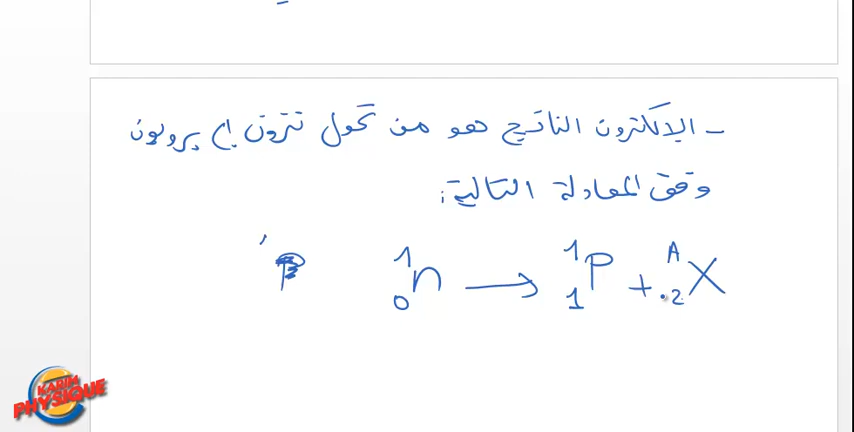 - الإلكترون الناتج هو من تحول نترون إلى بروتون
وفق المعادلة التالية:
¹₀n → ¹₁P + ᴬ₂X
KARIM
PHYSIQUE